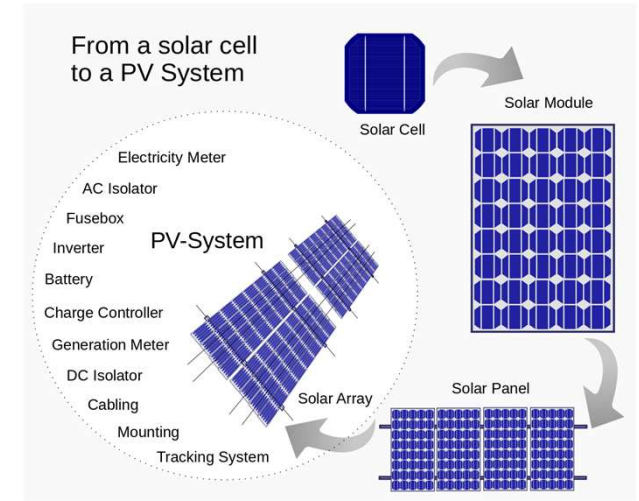 From a solar cell
to a PV System
Solar Cell
Solar Module
Electricity Meter
AC Isolator
Fusebox
Inverter
PV-System
Battery
Charge Controller
Generation Meter
DC Isolator
Cabling
Mounting
Tracking System
Solar Array
Solar Panel